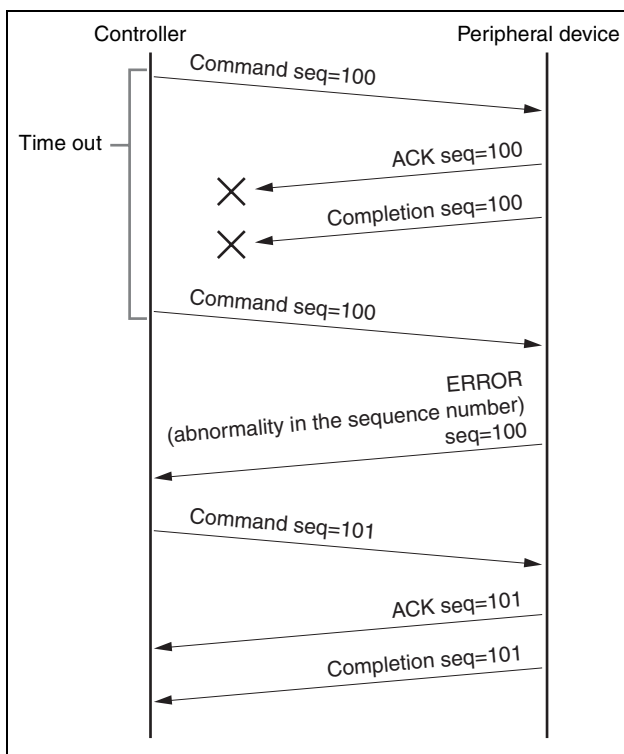 Controller
Peripheral device
Command seq=100
Time out
ACK seq=100
Completion seq=100
Command seq=100
ERROR
(abnormality in the sequence number)
seq=100
Command seq=101
ACK seq=101
Completion seq=101